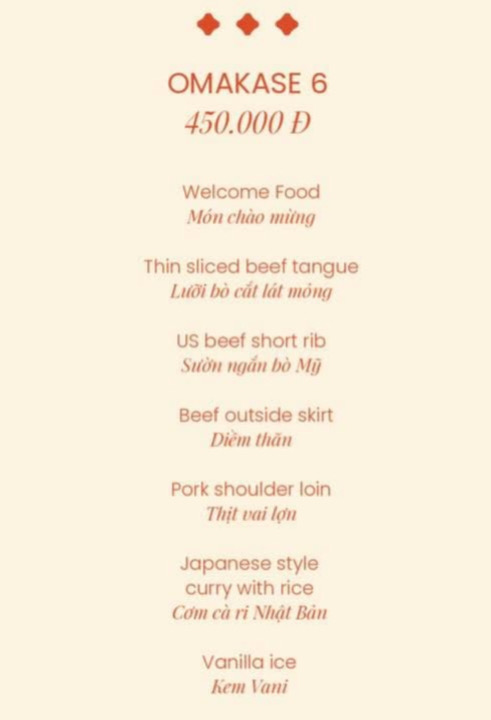 OMAKASE 6
450.000 Đ
Welcome Food
Món chào mừng
Thin sliced beef tangue
Lưỡi bò cắt lát mỏng
US beef short rib
Sườn ngắn bò Mỹ
Beef outside skirt
Diềm thăn
Pork shoulder loin
Thịt vai lợn
Japanese style
curry with rice
Cơm cà ri Nhật Bản
Vanilla ice
Kem Vani